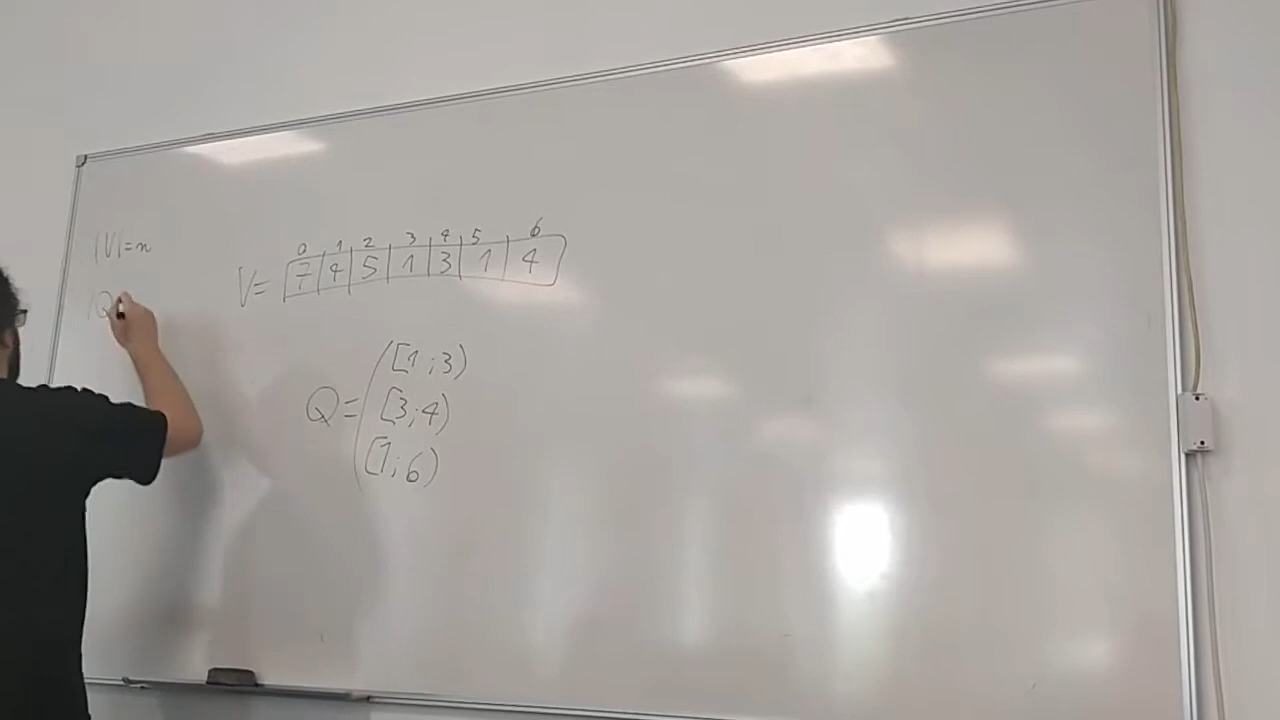 |V|=n
|Q
0 1 2 3 4 5 6
V= 7 4 5 1 3 1 4
[1;3)
Q= [3;4)
[1;6)